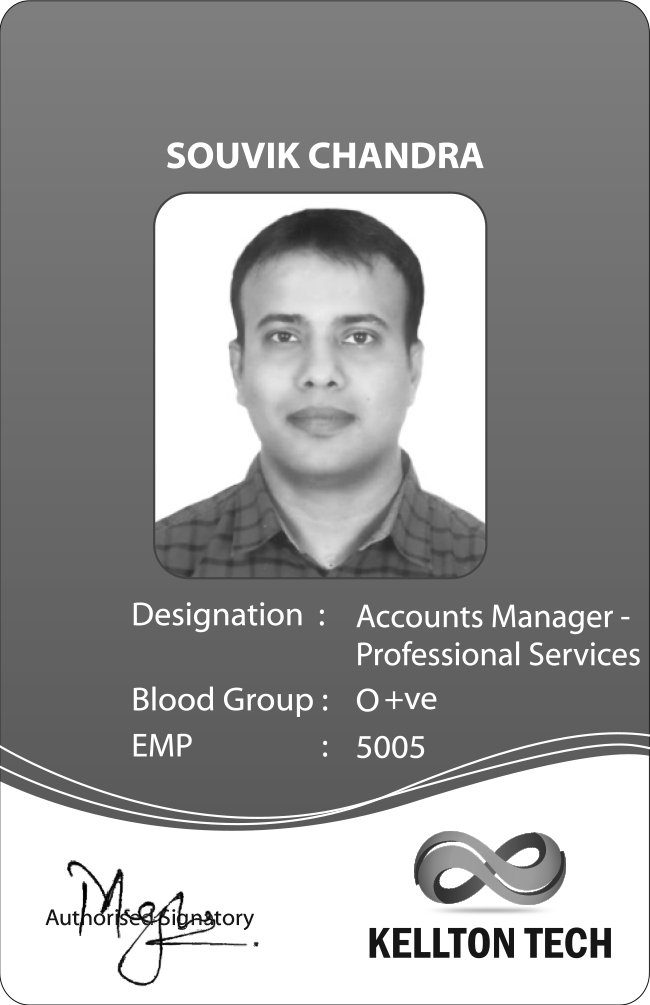 SOUVIK CHANDRA
Designation : Accounts Manager -
Professional Services
Blood Group : O +ve
EMP : 5005
Authorised Signatory
KELLTON TECH